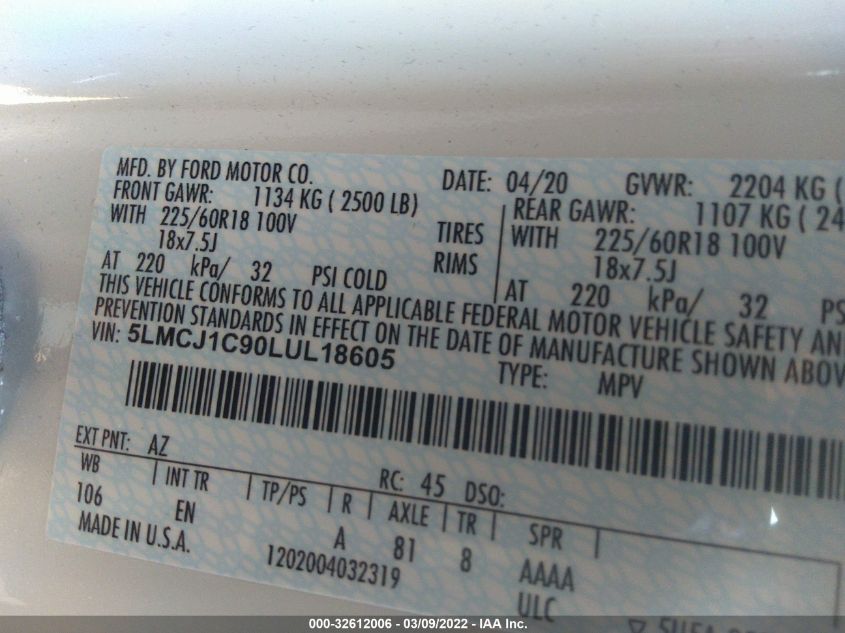 MFD. BY FORD MOTOR CO. DATE: 04/20 GVWR: 2204 KG (
FRONT GAWR: 1134 KG ( 2500 LB) REAR GAWR: 1107 KG ( 24
WITH 225/60R18 100V TIRES WITH 225/60R18 100V
18x7.5J RIMS 18x7.5J
AT 220 kPa/ 32 PSI COLD AT 220 kPa/ 32 PS
THIS VEHICLE CONFORMS TO ALL APPLICABLE FEDERAL MOTOR VEHICLE SAFETY AN
PREVENTION STANDARDS IN EFFECT ON THE DATE OF MANUFACTURE SHOWN ABOV
VIN: 5LMCJ1C90LUL18605 TYPE: MPV
EXT PNT: AZ RC: 45 DSO:
WB INT TR TP/PS R AXLE TR SPR
106 EN A 81 8 AAAA
MADE IN U.S.A. 1202004032319 ULC
000-32612006 - 03/09/2022 - IAA Inc.